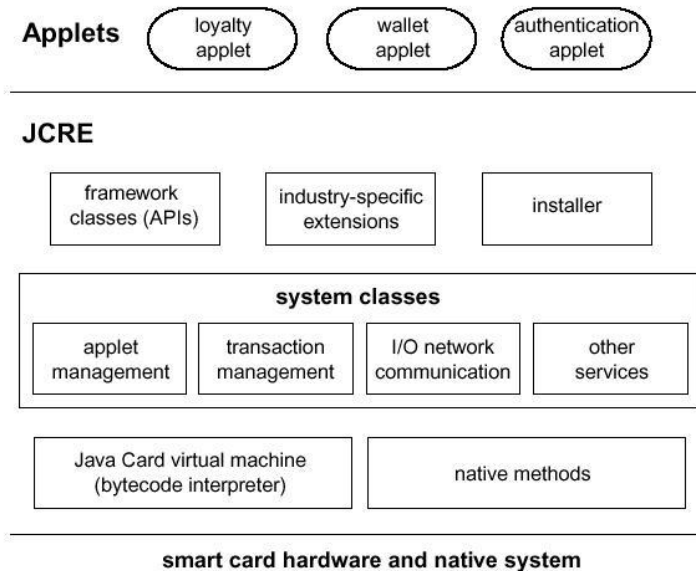 Applets
loyalty
applet
wallet
applet
authentication
applet
JCRE
framework
classes (APIs)
industry-specific
extensions
installer
system classes
applet
management
transaction
management
I/O network
communication
other
services
Java Card virtual machine
(bytecode interpreter)
native methods
smart card hardware and native system